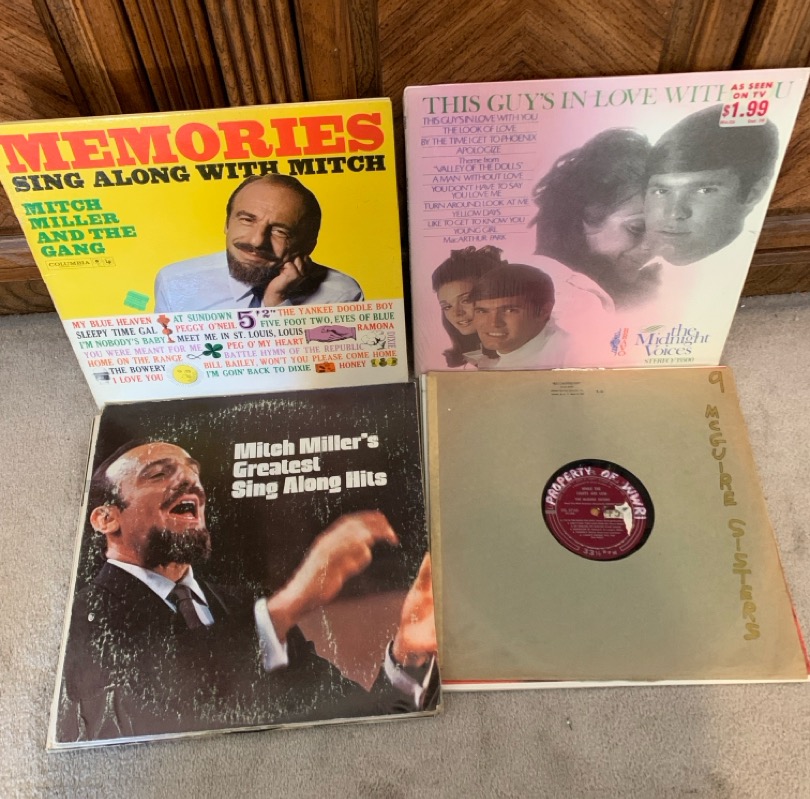 MEMORIES
SING ALONG WITH MITCH
MITCH
MILLER
AND THE
GANG
COLUMBIA
MY BLUE HEAVEN
AT SUNDOWN
5'2"
THE YANKEE DOODLE BOY
SLEEPY TIME GAL
PEGGY O'NEIL
FIVE FOOT TWO, EYES OF BLUE
I'M NOBODY'S BABY
MEET ME IN ST. LOUIS, LOUIS
RAMONA
YOU WERE MEANT FOR ME
PEG O' MY HEART
DIXIE
HOME ON THE RANGE
BATTLE HYMN OF THE REPUBLIC
THE BOWERY
BILL BAILEY, WON'T YOU PLEASE COME HOME
I LOVE YOU
I'M GOIN' BACK TO DIXIE
HONEY
THIS GUY'S IN LOVE WITH
U
AS SEEN
ON TV
$1.99
THIS GUY'S IN LOVE WITH YOU
THE LOOK OF LOVE
BY THE TIME I GET TO PHOENIX
APOLOGIZE
Theme from
"VALLEY OF THE DOLLS"
A MAN WITHOUT LOVE
YOU DON'T HAVE TO SAY
YOU LOVE ME
TURN AROUND, LOOK AT ME
YELLOW DAYS
LIKE TO GET TO KNOW YOU
YOUNG GIRL
MacARTHUR PARK
the
Midnight
Voices
Mitch Miller's
Greatest
Sing Along Hits
9 McGUIRE SISTERS
PROPERTY OF
33⅓ RPM